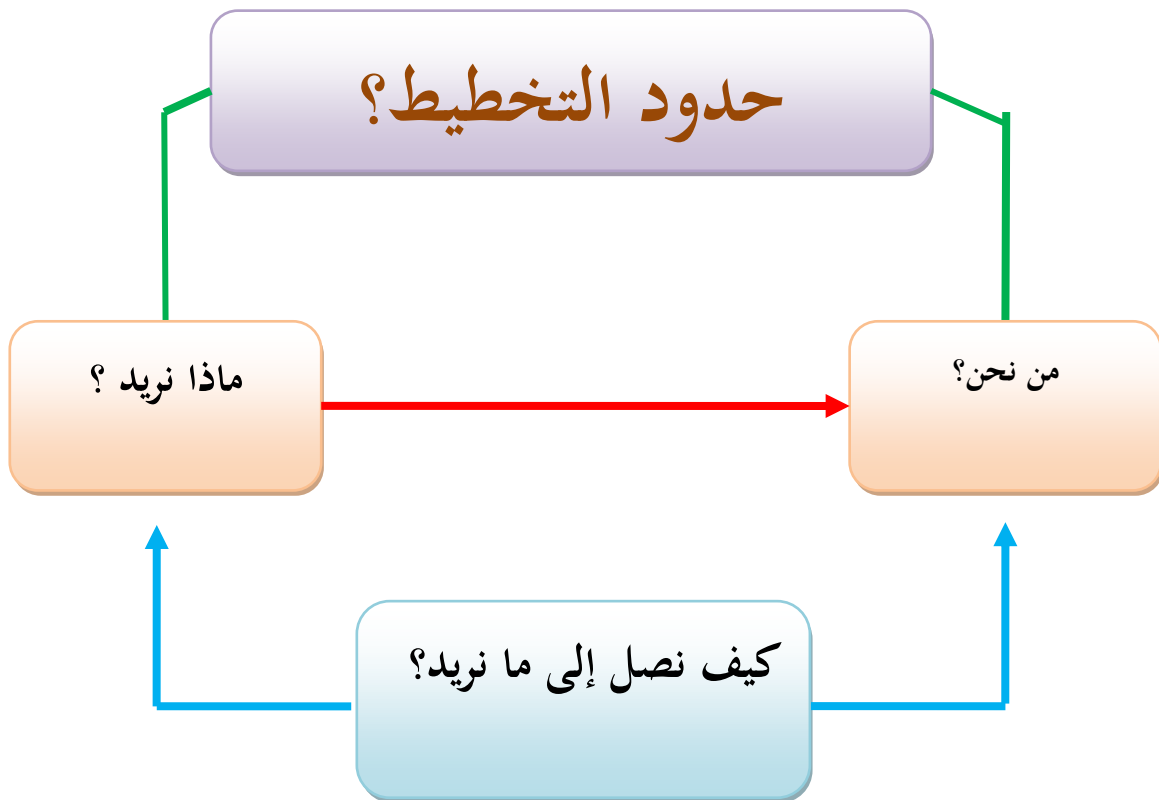 حدود التخطيط؟
من نحن؟
ماذا نريد ؟
كيف نصل إلى ما نريد؟